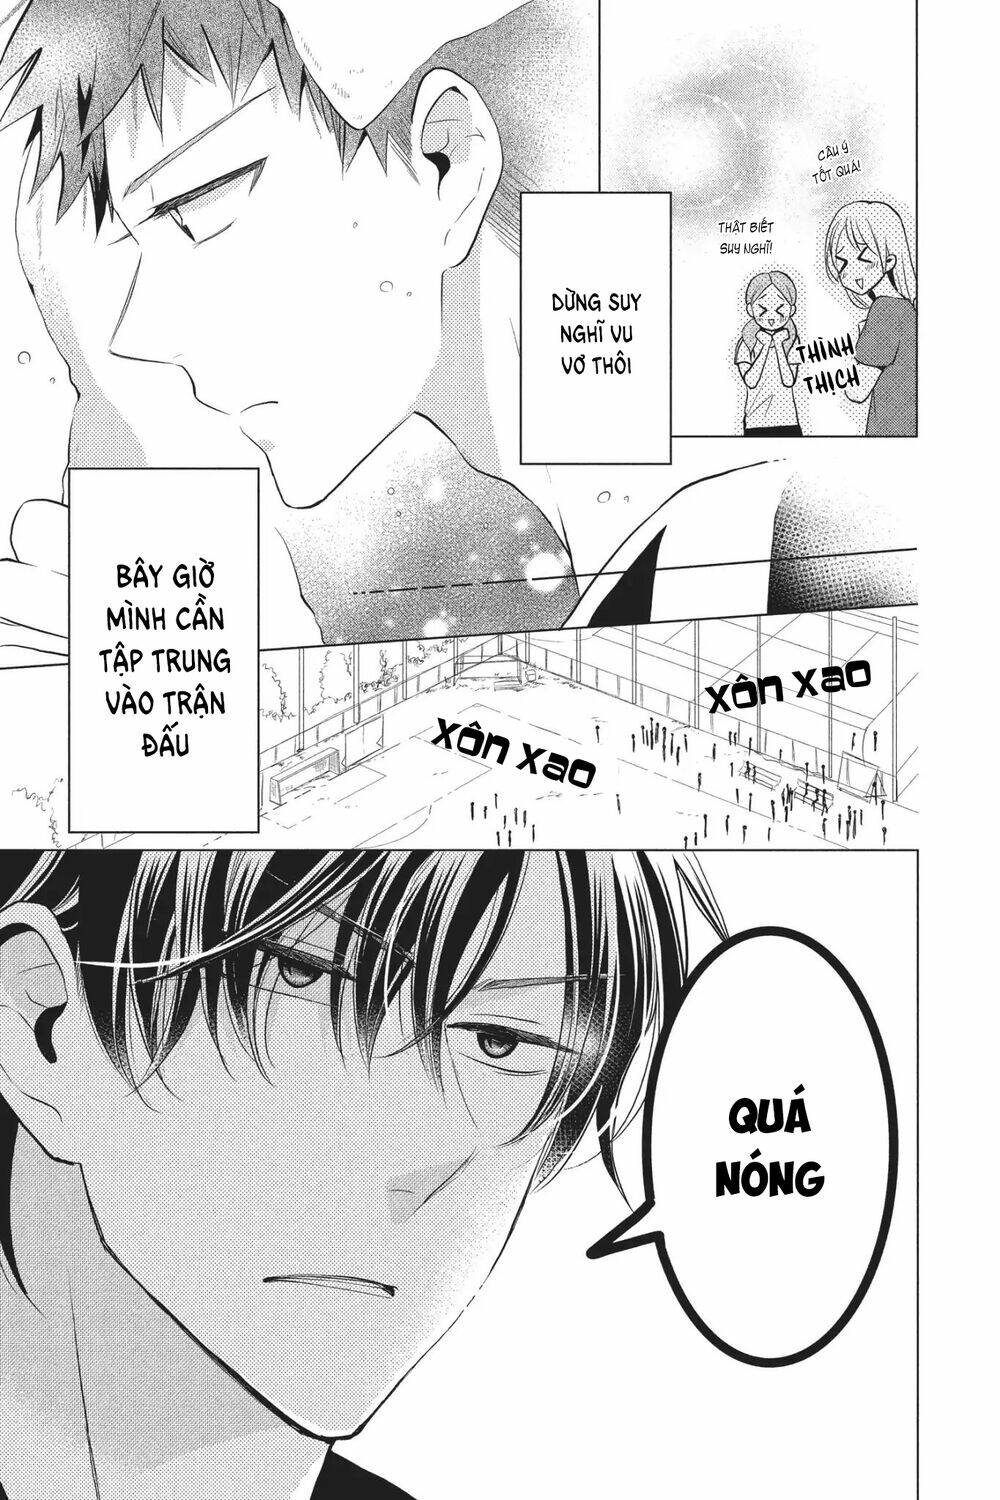 CẬU Ý
TỐT QUÁ!
THẬT BIẾT
SUY NGHĨ!
THÌNH
THỊCH
DỪNG SUY
NGHĨ VU
VƠ THÔI
BÂY GIỜ
MÌNH CẦN
TẬP TRUNG
VÀO TRẬN
ĐẤU
XÔN XAO
XÔN XAO
QUÁ
NÓNG